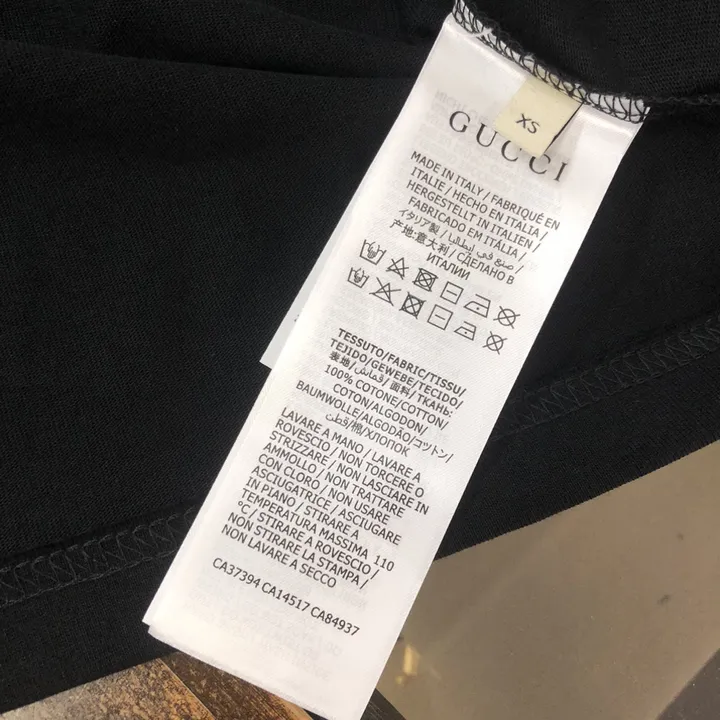 XS
GUCCI
MADE IN ITALY / FABRIQUÉ EN
ITALIE / HECHO EN ITALIA /
HERGESTELLT IN ITALIEN /
FABRICADO EM ITÁLIA /
イタリア製 / صنع في إيطاليا /
产地:意大利 / СДЕЛАНО В
ИТАЛИИ
TESSUTO/FABRIC/TISSU/
TEJIDO/GEWEBE/TECIDO/
表地/قماش/面料/ТКАНЬ:
100% COTONE/COTTON/
COTON/ALGODON/
BAUMWOLLE/ALGODÃO/コットン/
قطن/棉/ХЛОПОК
LAVARE A MANO / LAVARE A
ROVESCIO / NON TORCERE O
STRIZZARE / NON LASCIARE IN
AMMOLLO / NON TRATTARE
CON CLORO / NON USARE
ASCIUGATRICE / ASCIUGARE
IN PIANO / STIRARE A
TEMPERATURA MASSIMA 110
°C / STIRARE A ROVESCIO /
NON STIRARE LA STAMPA /
NON LAVARE A SECCO
CA37394 CA14517 CA84937